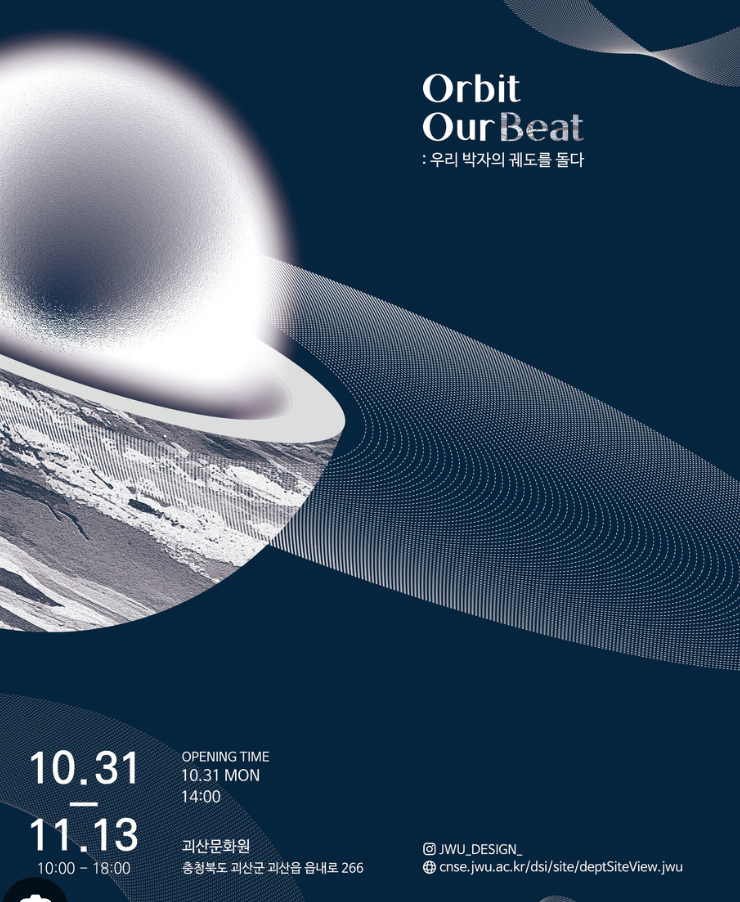 Orbit
Our Beat
: 우리 박자의 궤도를 돌다
10.31
–
11.13
10:00 - 18:00
OPENING TIME
10.31 MON
14:00
괴산문화원
충청북도 괴산군 괴산읍 읍내로 266
JWU_DESIGN_
cnse.jwu.ac.kr/dsi/site/deptSiteView.jwu